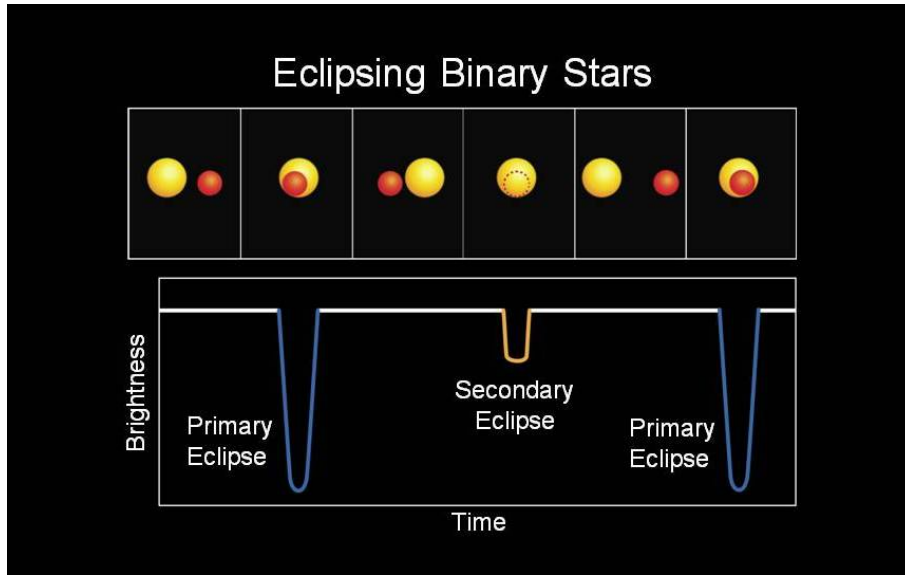 Eclipsing Binary Stars
Brightness
Primary
Eclipse
Secondary
Eclipse
Primary
Eclipse
Time